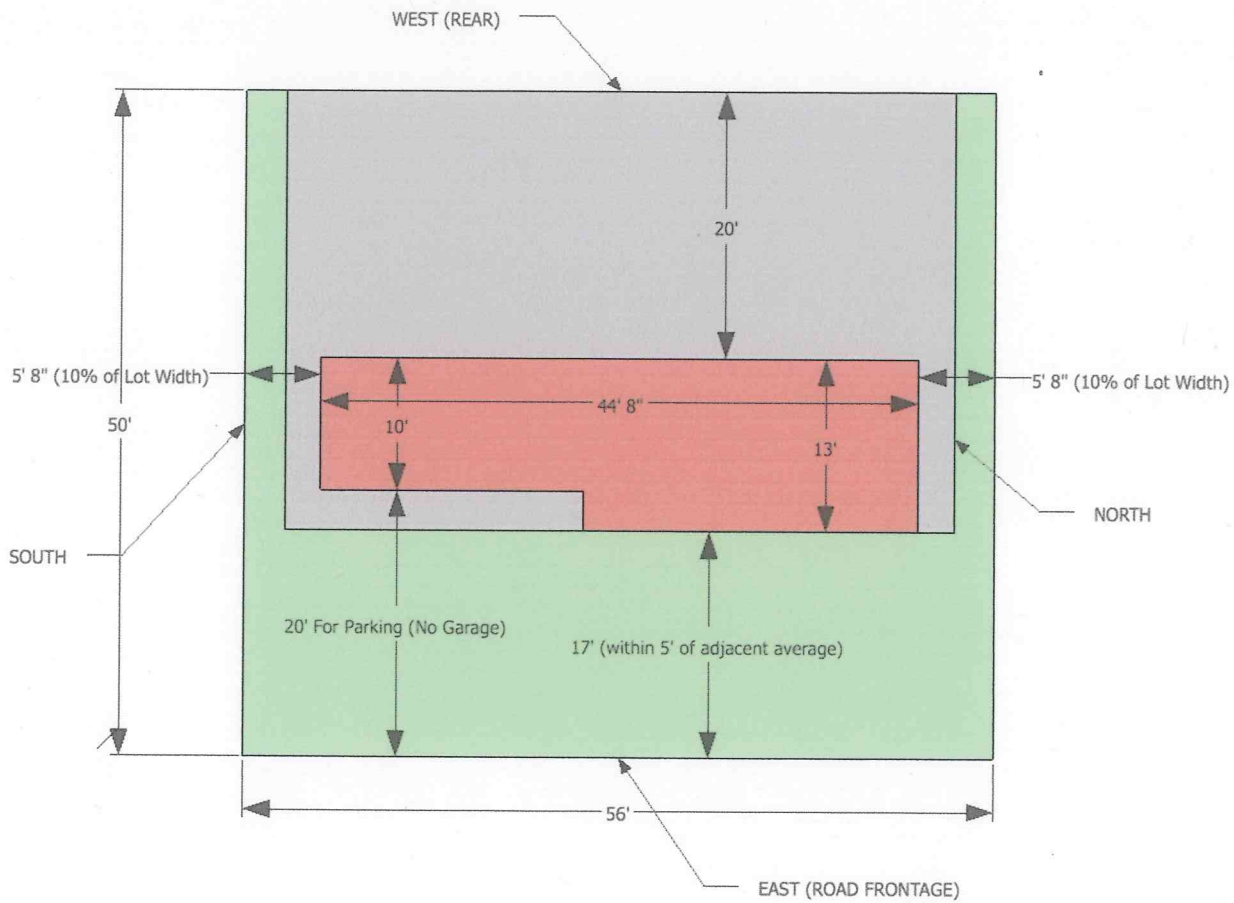 WEST (REAR)
20'
5' 8" (10% of Lot Width)
5' 8" (10% of Lot Width)
44' 8"
50'
10'
13'
NORTH
SOUTH
20' For Parking (No Garage)
17' (within 5' of adjacent average)
56'
EAST (ROAD FRONTAGE)